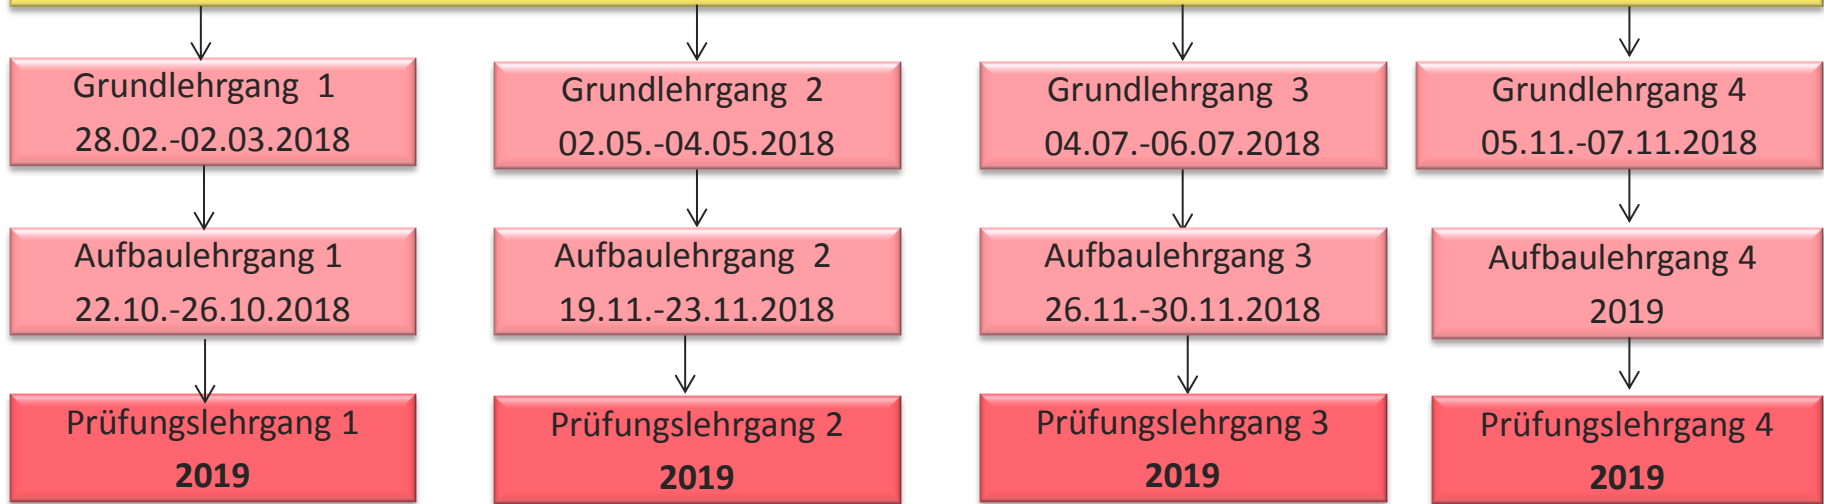 Grundlehrgang 1
28.02.-02.03.2018
Grundlehrgang 2
02.05.-04.05.2018
Grundlehrgang 3
04.07.-06.07.2018
Grundlehrgang 4
05.11.-07.11.2018
Aufbaulehrgang 1
22.10.-26.10.2018
Aufbaulehrgang 2
19.11.-23.11.2018
Aufbaulehrgang 3
26.11.-30.11.2018
Aufbaulehrgang 4
2019
Prüfungslehrgang 1
2019
Prüfungslehrgang 2
2019
Prüfungslehrgang 3
2019
Prüfungslehrgang 4
2019